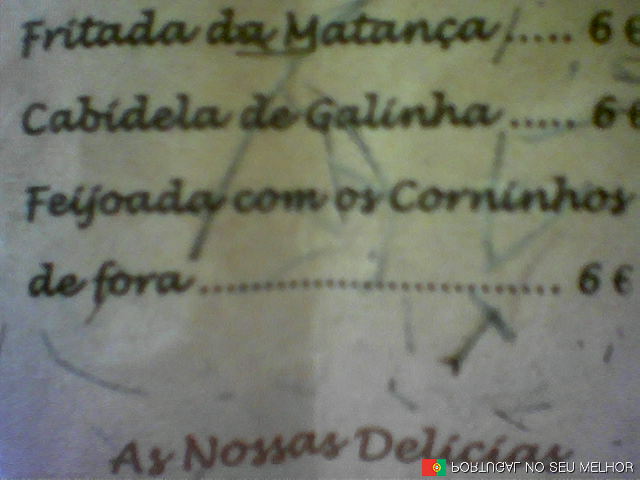 Fritada da Matança ..... 6 €
Cabidela de Galinha ..... 6 €
Feijoada com os Corninhos
de fora ............................ 6 €
As Nossas Delícias
PORTUGAL NO SEU MELHOR